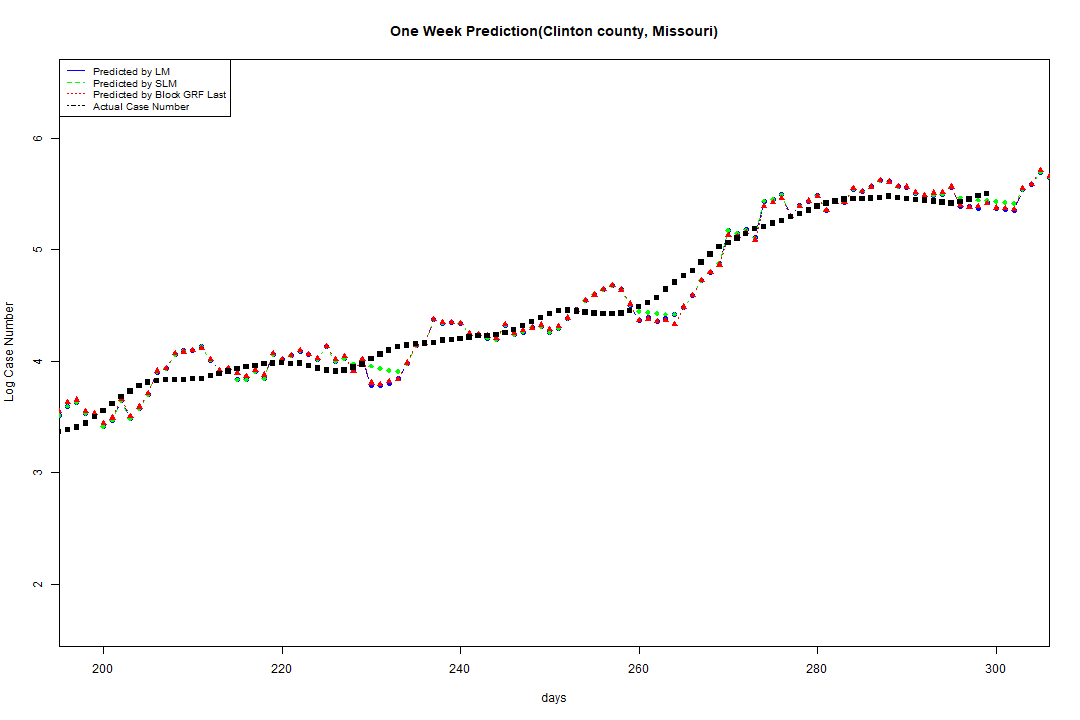 One Week Prediction(Clinton county, Missouri)
Predicted by LM
Predicted by SLM
Predicted by Block GRF Last
Actual Case Number
6
5
4
3
2
Log Case Number
200 220 240 260 280 300
days